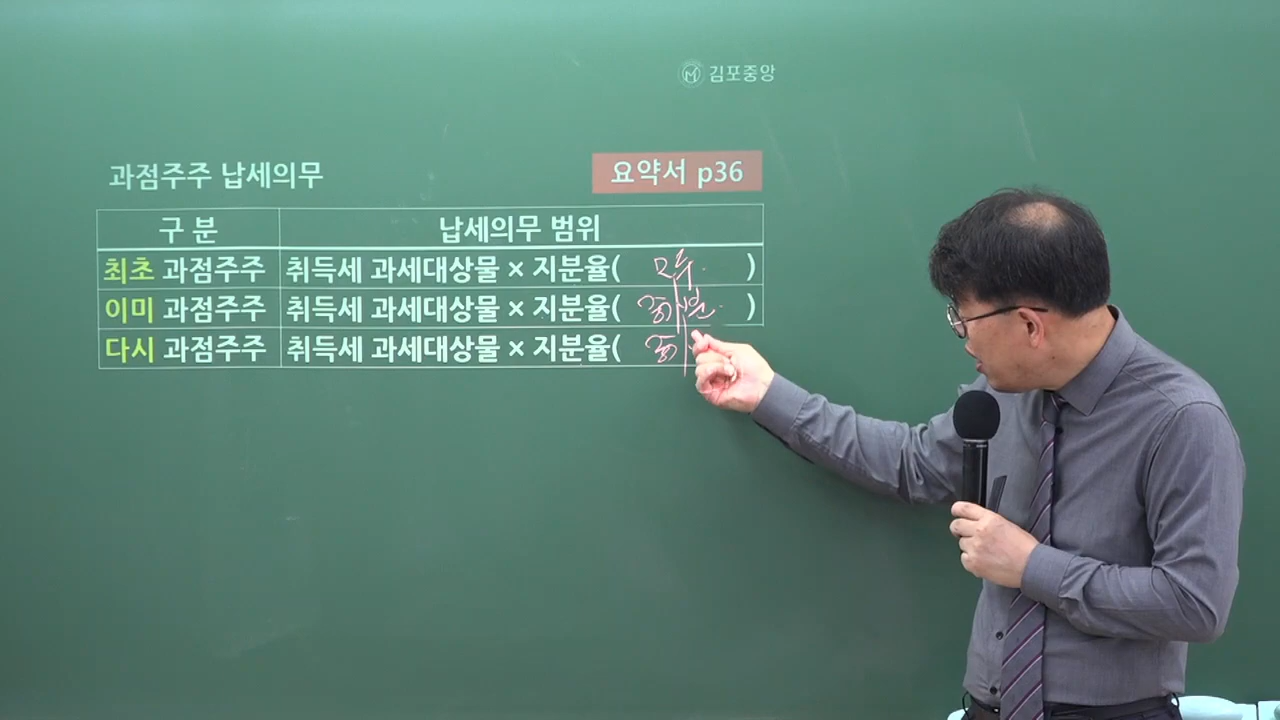 김포중앙
과점주주 납세의무
요약서 p36
구 분 납세의무 범위
최초 과점주주 취득세 과세대상물 × 지분율( 모두 )
이미 과점주주 취득세 과세대상물 × 지분율( )
다시 과점주주 취득세 과세대상물 × 지분율(